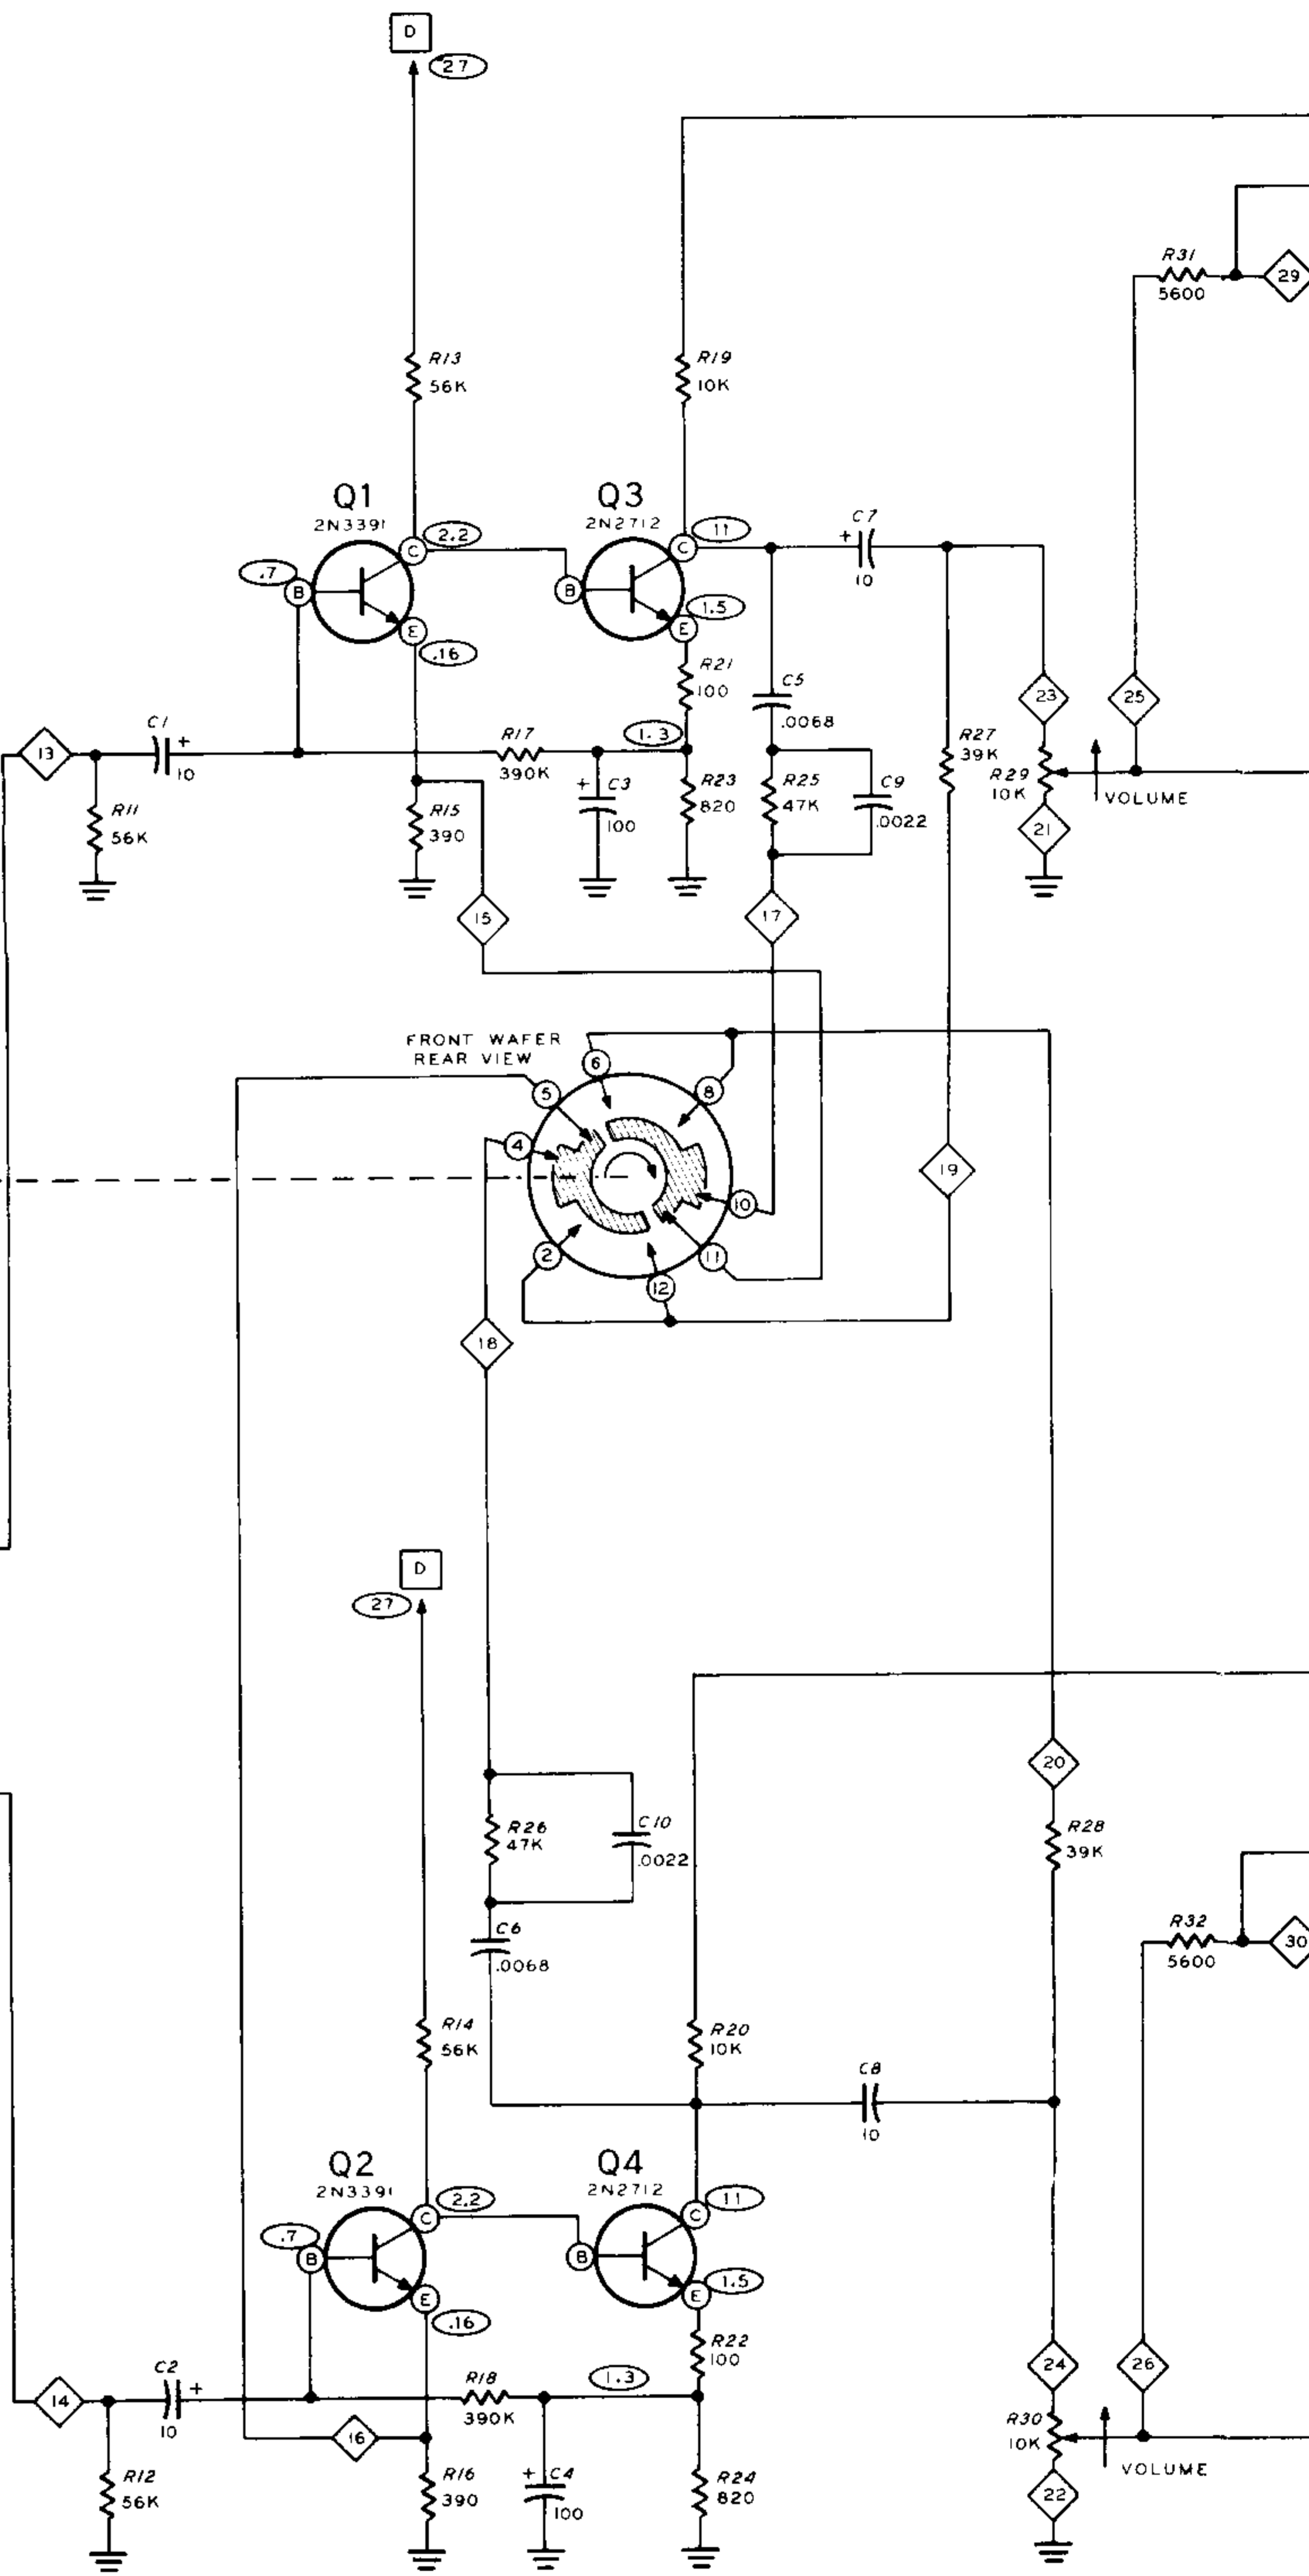 D
27
R31
5600
29
R13
56K
R19
10K
Q1
2N3391
Q3
2N2712
C7
+
10
C
2.2
C
11
.7
B
B
1.5
E
E
.16
R21
100
C5
.0068
23
25
13
C1
+
10
R17
390K
1.3
R27
39K
R29
10K
VOLUME
+
C3
100
R23
820
R25
47K
C9
.0022
R11
56K
R15
390
21
15
17
FRONT WAFER
REAR VIEW
6
5
8
4
19
10
2
11
12
18
D
27
20
R26
47K
C10
.0022
R28
39K
C6
.0068
R32
5600
30
R14
56K
R20
10K
C8
10
Q2
2N3391
Q4
2N2712
C
2.2
C
11
.7
B
B
1.5
E
E
.16
R22
100
24
26
14
C2
+
10
R18
390K
1.3
R30
10K
VOLUME
16
R12
56K
R16
390
+
C4
100
R24
820
22